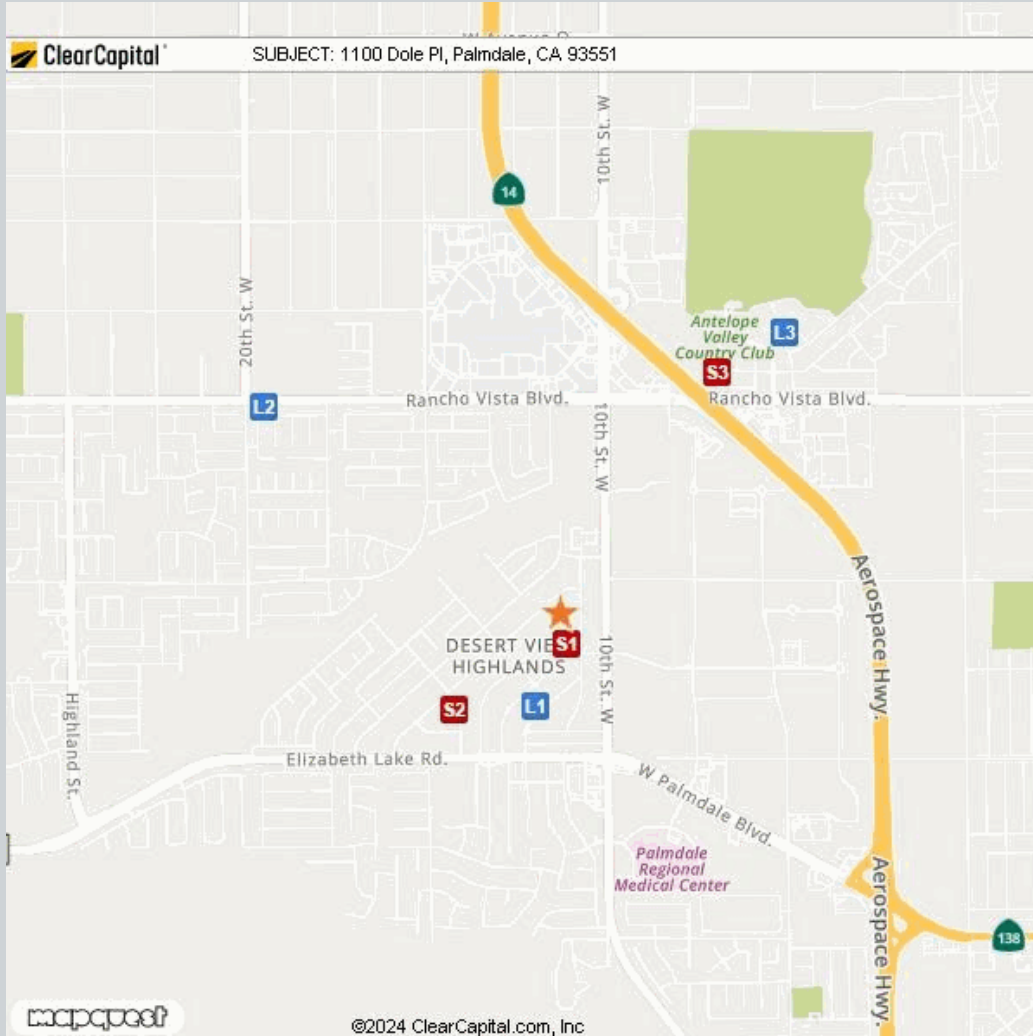 ClearCapital
SUBJECT: 1100 Dole Pl, Palmdale, CA 93551
10th St. W
14
20th St. W
Antelope
Valley
Country Club
L3
S3
L2
Rancho Vista Blvd.
Rancho Vista Blvd.
10th St. W
Aerospace Hwy.
DESERT VIE
HIGHLANDS
S1
10th St. W
S2
L1
Highland St.
Elizabeth Lake Rd.
W Palmdale Blvd.
Palmdale
Regional
Medical Center
Aerospace Hwy.
138
mapquest
©2024 ClearCapital.com, Inc